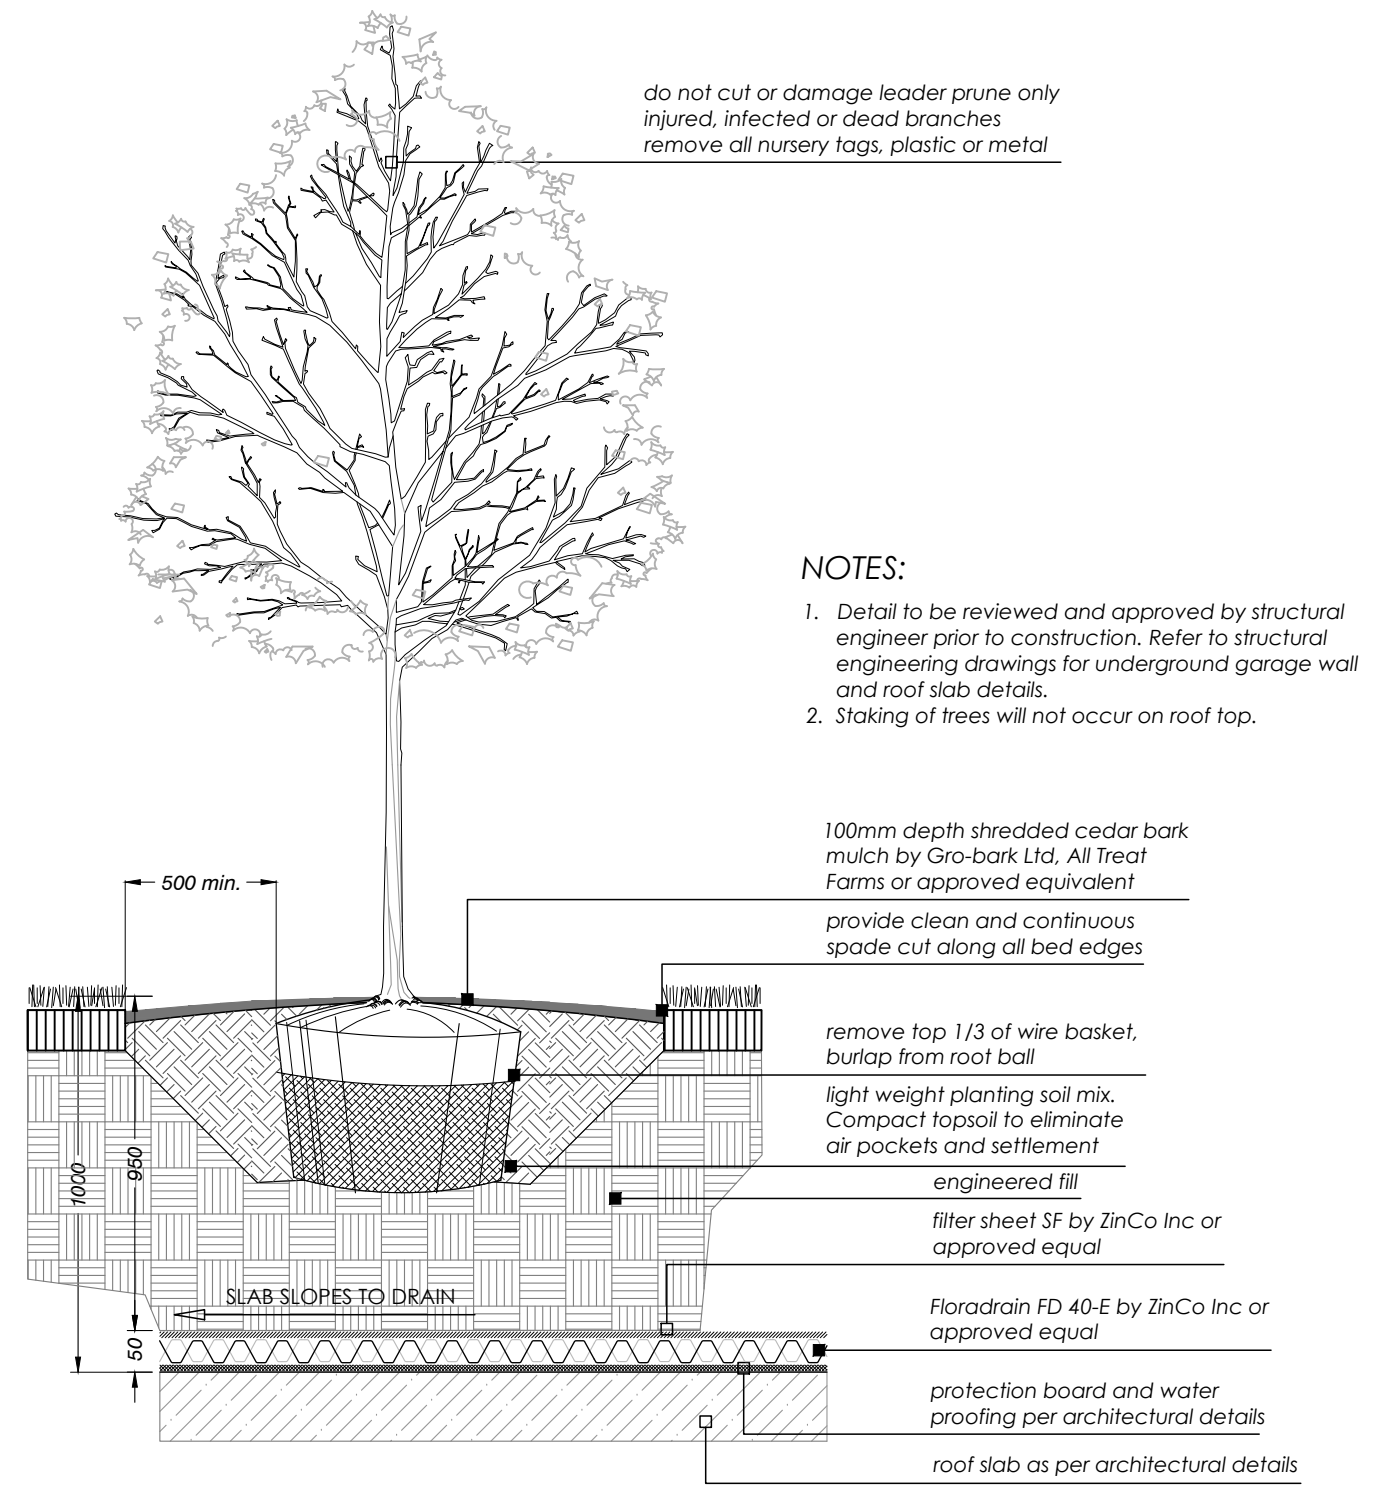 do not cut or damage leader prune only
injured, infected or dead branches
remove all nursery tags, plastic or metal
NOTES:
1. Detail to be reviewed and approved by structural
engineer prior to construction. Refer to structural
engineering drawings for underground garage wall
and roof slab details.
2. Staking of trees will not occur on roof top.
100mm depth shredded cedar bark
mulch by Gro-bark Ltd, All Treat
Farms or approved equivalent
500 min.
provide clean and continuous
spade cut along all bed edges
remove top 1/3 of wire basket,
burlap from root ball
light weight planting soil mix.
Compact topsoil to eliminate
air pockets and settlement
1000
950
engineered fill
filter sheet SF by ZinCo Inc or
approved equal
SLAB SLOPES TO DRAIN
Floradrain FD 40-E by ZinCo Inc or
approved equal
50
protection board and water
proofing per architectural details
roof slab as per architectural details